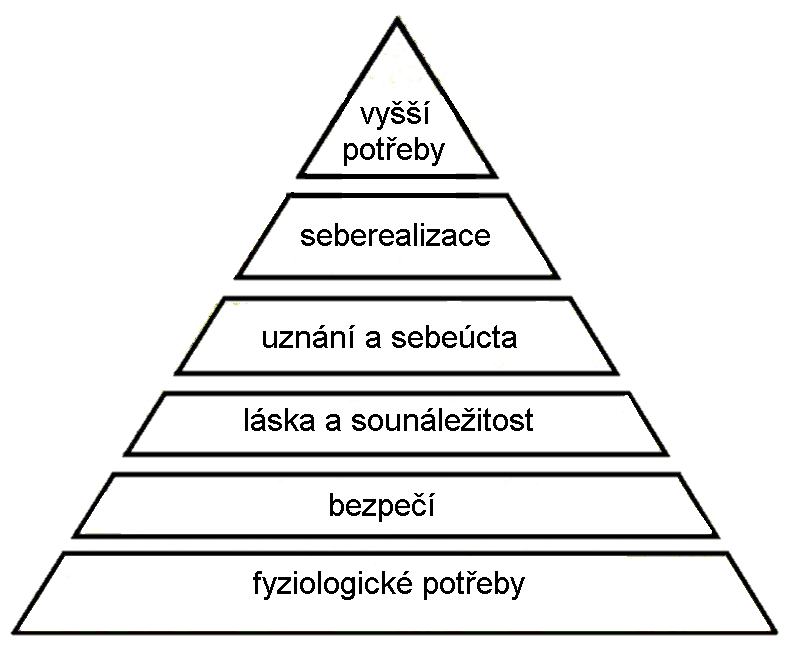 vyšší
potřeby
seberealizace
uznání a sebeúcta
láska a sounáležitost
bezpečí
fyziologické potřeby